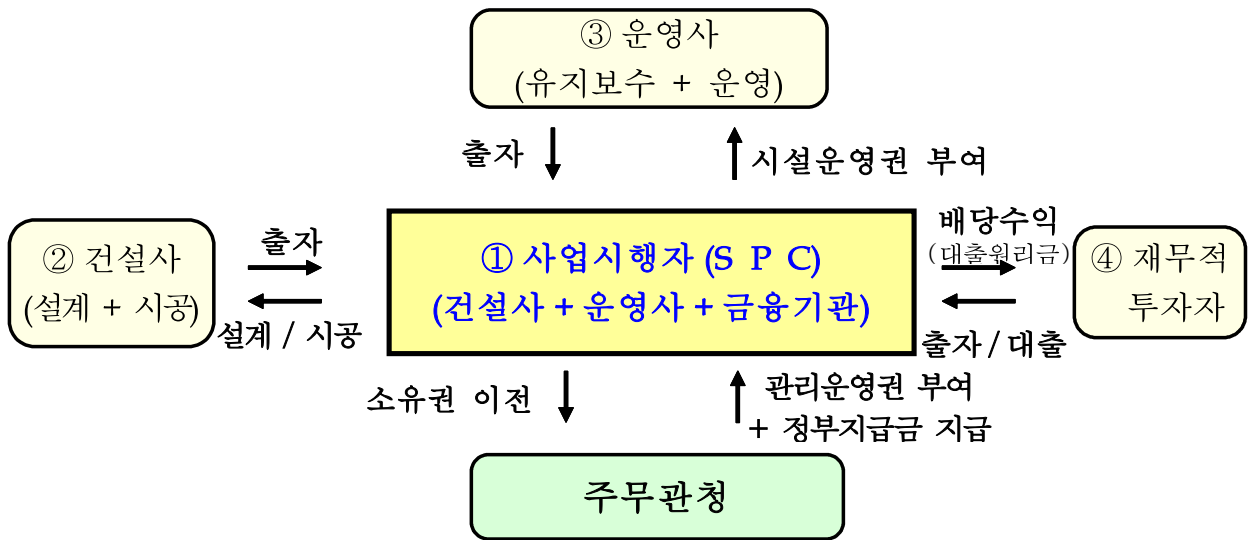 ③ 운영사
(유지보수 + 운영)
출자
시설운영권 부여
② 건설사
(설계 + 시공)
출자
설계 / 시공
① 사업시행자 (S P C)
(건설사 + 운영사 + 금융기관)
배당수익
(대출원리금)
출자 / 대출
④ 재무적
투자자
소유권 이전
관리운영권 부여
+ 정부지급금 지급
주무관청